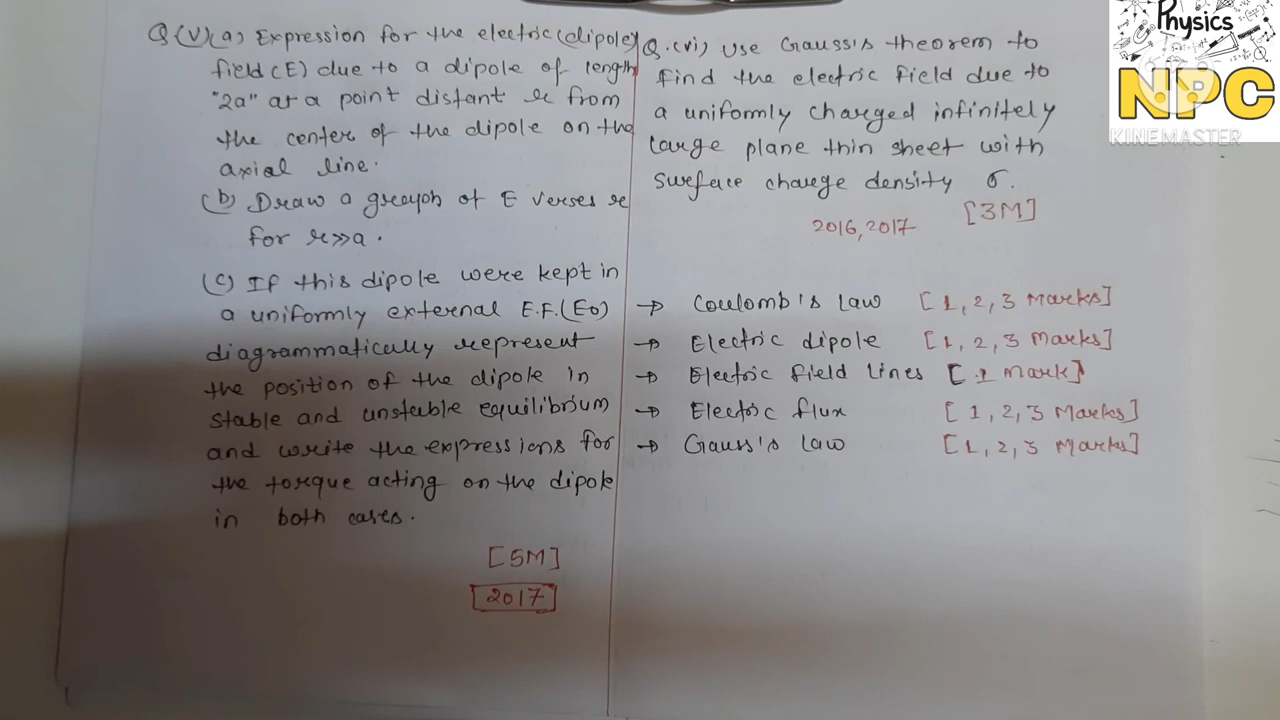 Q(V)(a) Expression for the electric (dipole)
field (E) due to a dipole of length
"2a" at a point distant r from
the center of the dipole on the
axial line.
(b) Draw a graph of E verses r
for r>>a.
(c) If this dipole were kept in
a uniformly external E.F.(E0)
diagrammatically represent
the position of the dipole in
stable and unstable equilibrium
and write the expressions for
the torque acting on the dipole
in both cases.
[5M]
2017
Q.(vi) Use Gauss's theorem to
Find the electric field due to
a uniformly charged infinitely
large plane thin sheet with
surface charge density σ.
2016, 2017 [3M]
→ Coulomb's law [1, 2, 3 Marks]
→ Electric dipole [1, 2, 3 Marks]
→ Electric field lines [1 mark]
→ Electric flux [1, 2, 3 Marks]
→ Gauss's law [1, 2, 3 Marks]
Physics
NPC
KINEMASTER